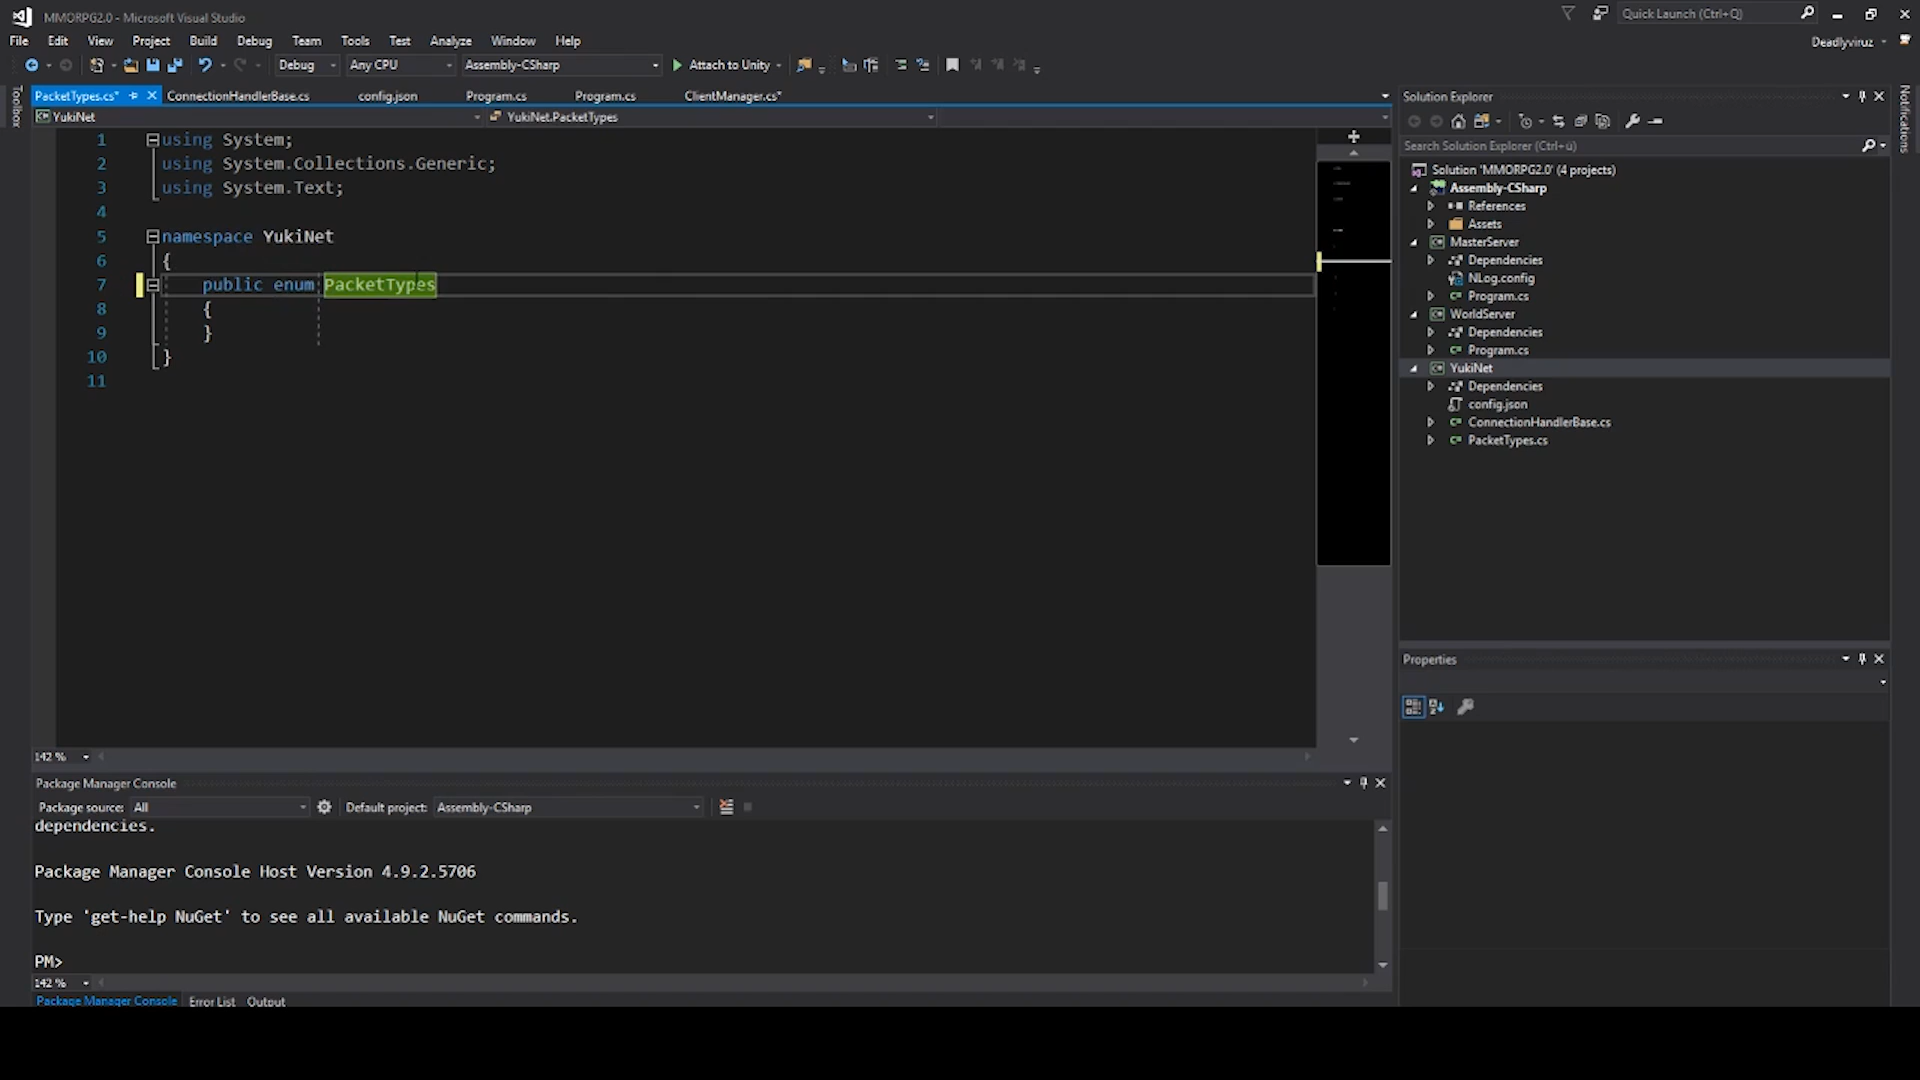 MMORPG2.0 - Microsoft Visual Studio
Quick Launch (Ctrl+Q)
File Edit View Project Build Debug Team Tools Test Analyze Window Help
Deadlyviruz
Debug Any CPU Assembly-CSharp Attach to Unity
Toolbox
PacketTypes.cs* ConnectionHandlerBase.cs config.json Program.cs Program.cs ClientManager.cs*
YukiNet YukiNet.PacketTypes
1 using System;
2 using System.Collections.Generic;
3 using System.Text;
4
5 namespace YukiNet
6 {
7 public enum PacketTypes
8 {
9 }
10 }
11
142 %
Solution Explorer
Search Solution Explorer (Ctrl+ü)
Solution 'MMORPG2.0' (4 projects)
Assembly-CSharp
References
Assets
MasterServer
Dependencies
NLog.config
Program.cs
WorldServer
Dependencies
Program.cs
YukiNet
Dependencies
config.json
ConnectionHandlerBase.cs
PacketTypes.cs
Notifications
Properties
Package Manager Console
Package source: All Default project: Assembly-CSharp
dependencies.
Package Manager Console Host Version 4.9.2.5706
Type 'get-help NuGet' to see all available NuGet commands.
PM>
142 %
Package Manager Console Error List Output